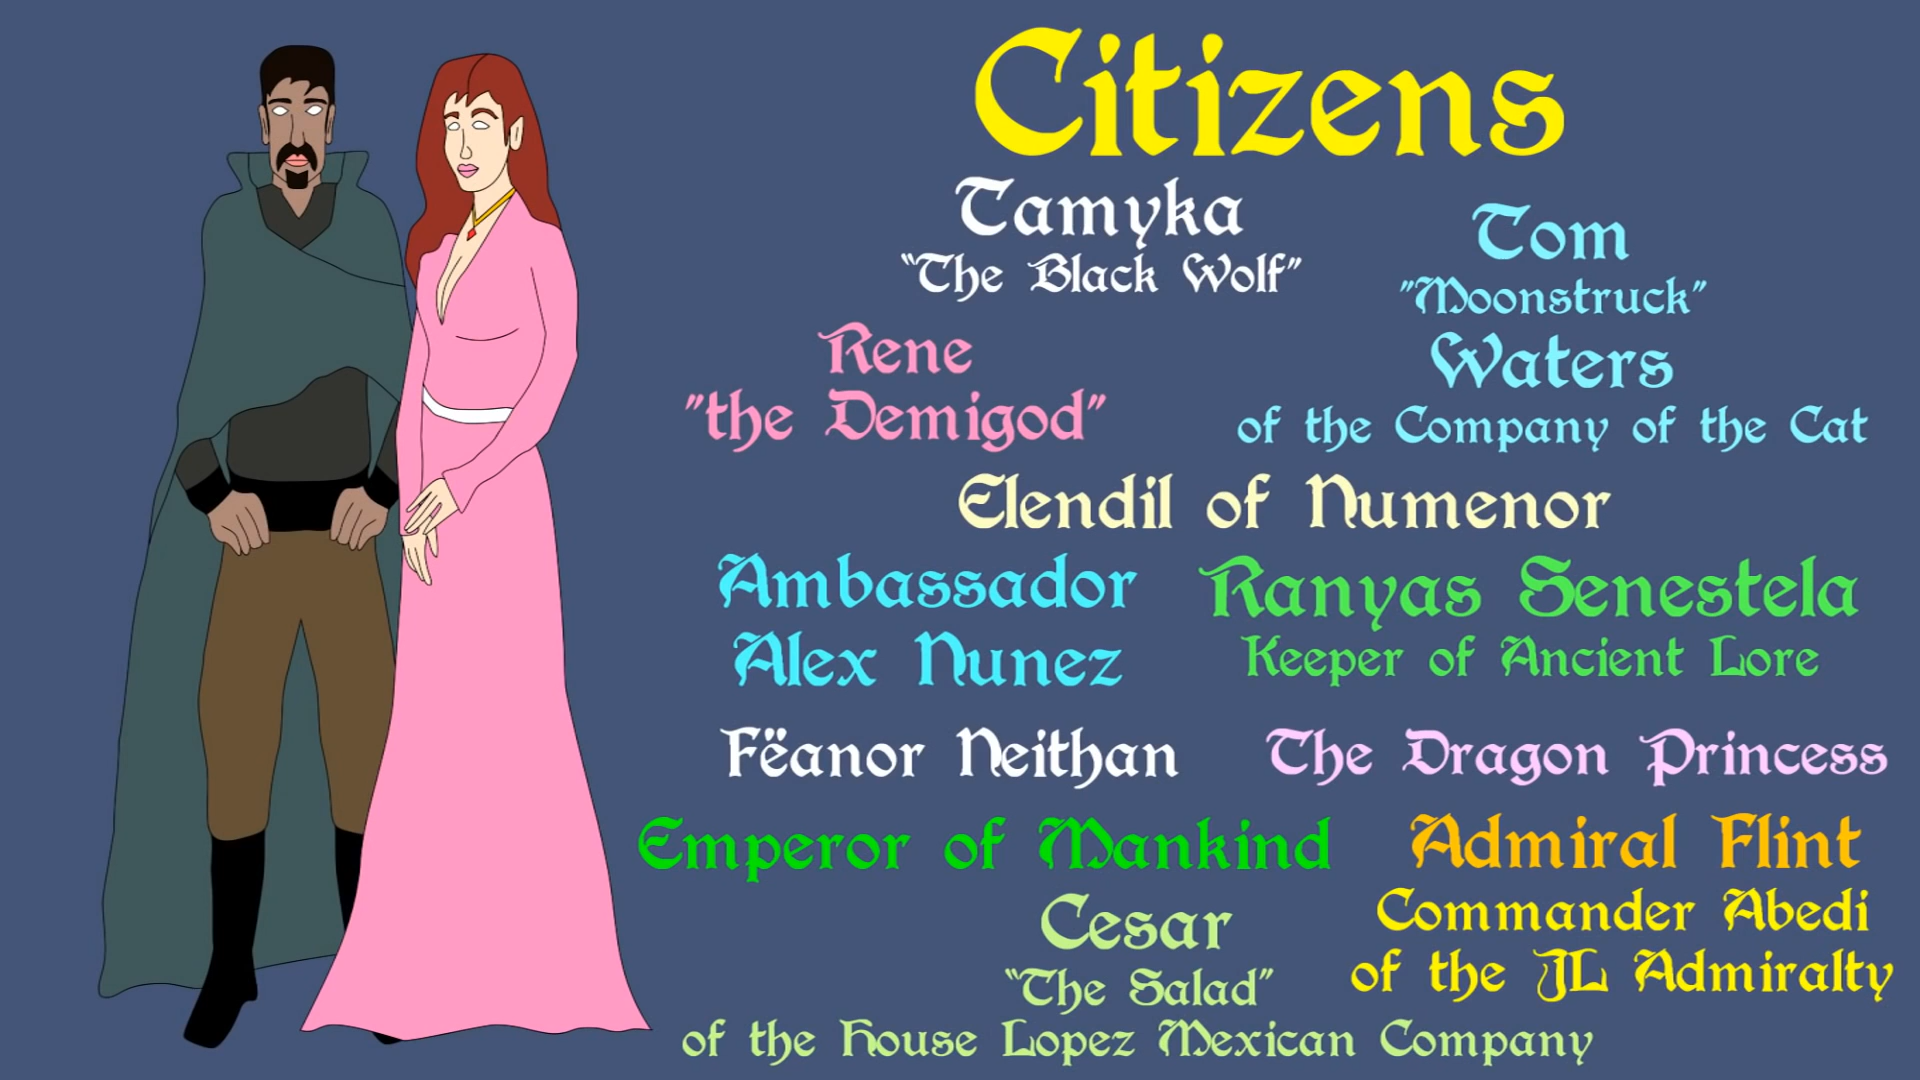 Citizens
Tamyka
“The Black Wolf”
Tom
"Moonstruck"
Waters
of the Company of the Cat
Rene
"the Demigod"
Elendil of Numenor
Ambassador
Alex Nunez
Ranyas Senestela
Keeper of Ancient Lore
Fëanor Neithan
The Dragon Princess
Emperor of Mankind
Admiral Flint
Commander Abedi
of the JL Admiralty
Cesar
“The Salad”
of the House Lopez Mexican Company